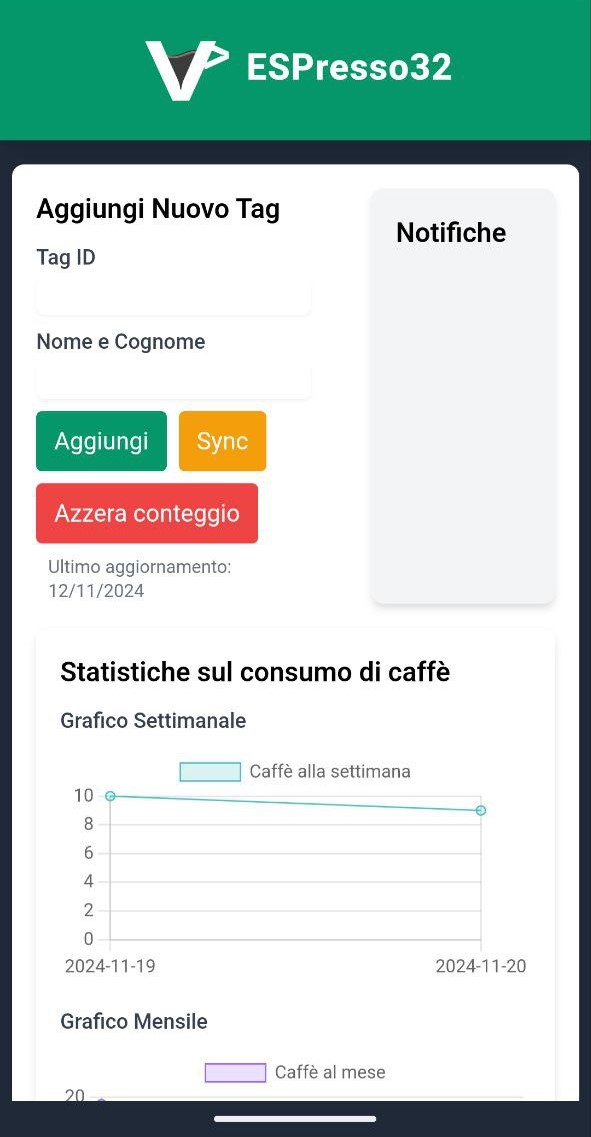 ESPresso32
Aggiungi Nuovo Tag
Tag ID
Nome e Cognome
Aggiungi
Sync
Azzera conteggio
Ultimo aggiornamento:
12/11/2024
Notifiche
Statistiche sul consumo di caffè
Grafico Settimanale
Caffè alla settimana
10
8
6
4
2
0
2024-11-19
2024-11-20
Grafico Mensile
Caffè al mese
20